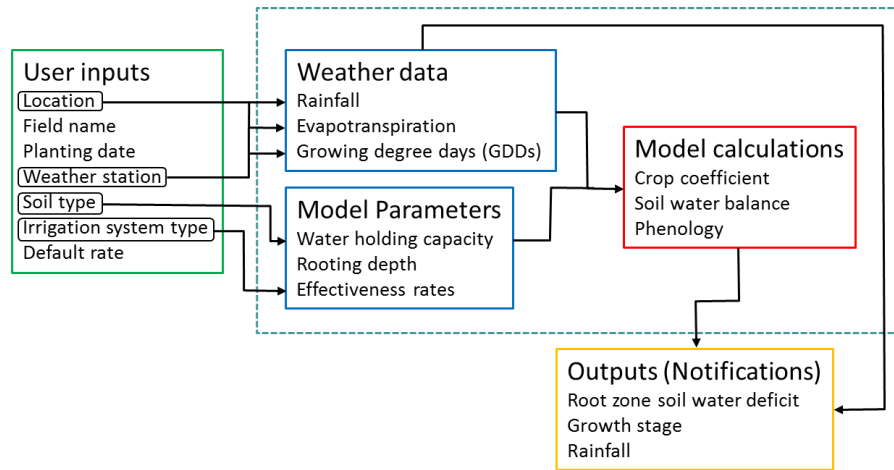 User inputs
Location
Field name
Planting date
Weather station
Soil type
Irrigation system type
Default rate
Weather data
Rainfall
Evapotranspiration
Growing degree days (GDDs)
Model Parameters
Water holding capacity
Rooting depth
Effectiveness rates
Model calculations
Crop coefficient
Soil water balance
Phenology
Outputs (Notifications)
Root zone soil water deficit
Growth stage
Rainfall